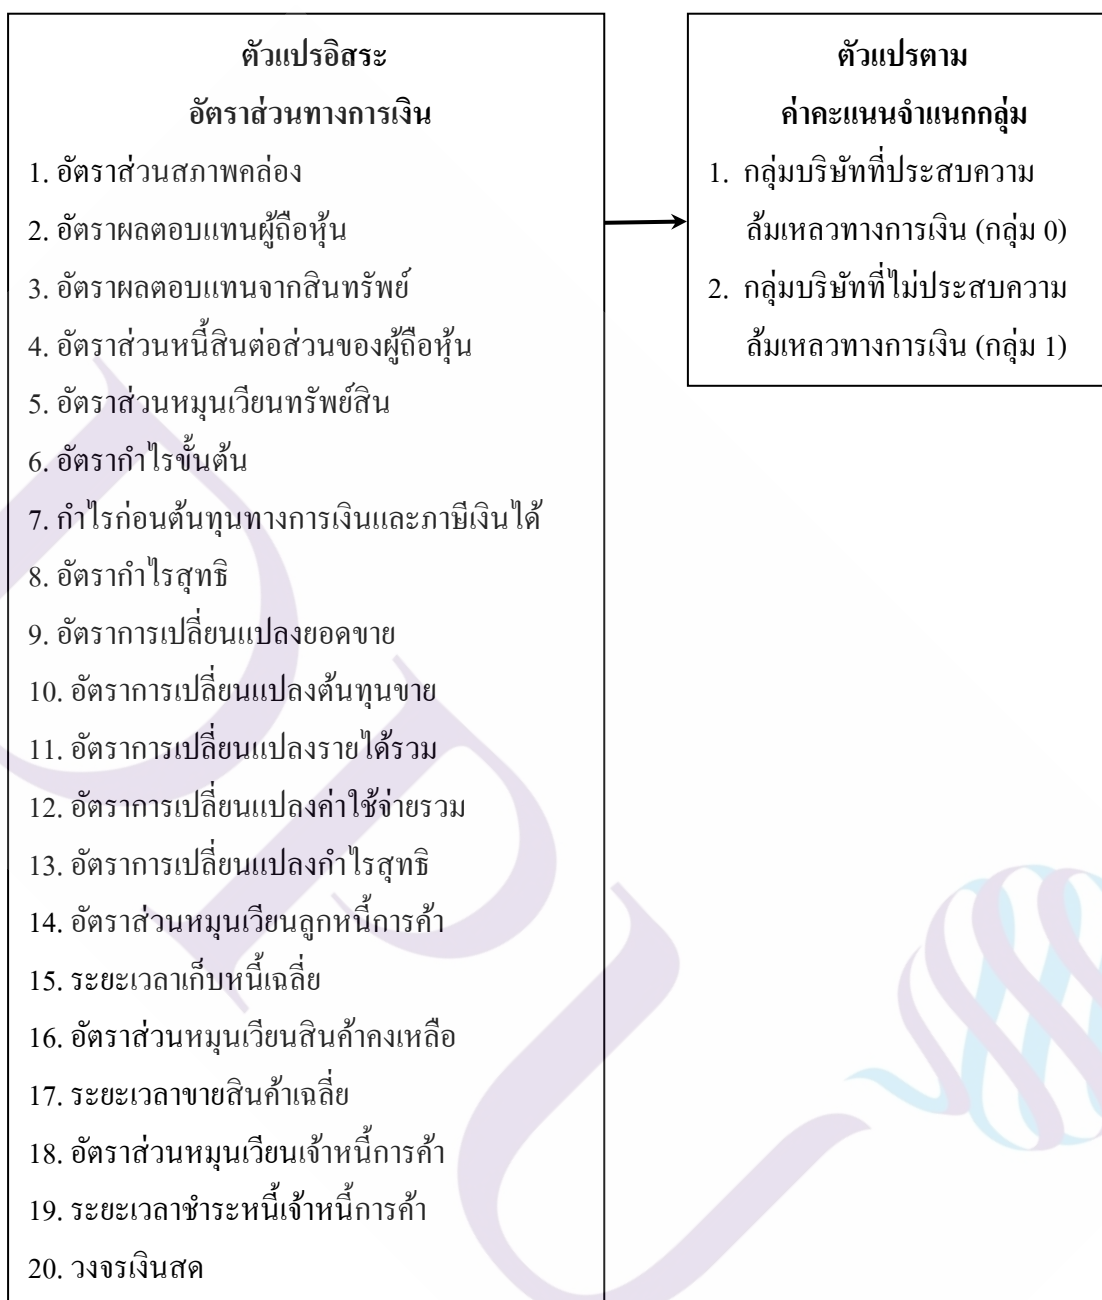 ตัวแปรอิสระ
อัตราส่วนทางการเงิน
1. อัตราส่วนสภาพคล่อง
2. อัตราผลตอบแทนผู้ถือหุ้น
3. อัตราผลตอบแทนจากสินทรัพย์
4. อัตราส่วนหนี้สินต่อส่วนของผู้ถือหุ้น
5. อัตราส่วนหมุนเวียนทรัพย์สิน
6. อัตรากำไรขั้นต้น
7. กำไรก่อนต้นทุนทางการเงินและภาษีเงินได้
8. อัตรากำไรสุทธิ
9. อัตราการเปลี่ยนแปลงยอดขาย
10. อัตราการเปลี่ยนแปลงต้นทุนขาย
11. อัตราการเปลี่ยนแปลงรายได้รวม
12. อัตราการเปลี่ยนแปลงค่าใช้จ่ายรวม
13. อัตราการเปลี่ยนแปลงกำไรสุทธิ
14. อัตราส่วนหมุนเวียนลูกหนี้การค้า
15. ระยะเวลาเก็บหนี้เฉลี่ย
16. อัตราส่วนหมุนเวียนสินค้าคงเหลือ
17. ระยะเวลาขายสินค้าเฉลี่ย
18. อัตราส่วนหมุนเวียนเจ้าหนี้การค้า
19. ระยะเวลาชำระหนี้เจ้าหนี้การค้า
20. วงจรเงินสด
ตัวแปรตาม
ค่าคะแนนจำแนกกลุ่ม
1. กลุ่มบริษัทที่ประสบความ
ล้มเหลวทางการเงิน (กลุ่ม 0)
2. กลุ่มบริษัทที่ไม่ประสบความ
ล้มเหลวทางการเงิน (กลุ่ม 1)
DPU